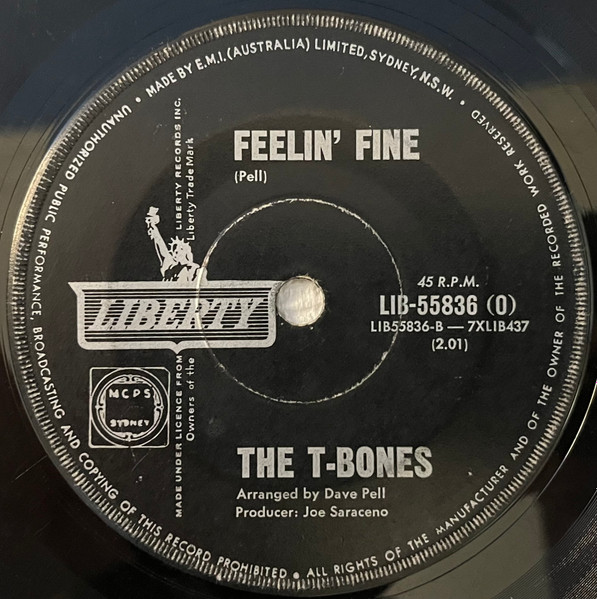 MADE BY E.M.I. (AUSTRALIA) LIMITED, SYDNEY, N.S.W. •
UNAUTHORIZED PUBLIC PERFORMANCE, BROADCASTING AND COPYING OF THIS RECORD PROHIBITED • ALL RIGHTS OF THE MANUFACTURER AND OF THE OWNER OF THE RECORDED WORK RESERVED •
FEELIN' FINE
(Pell)
LIBERTY RECORDS INC.
Liberty Trade Mark
MADE UNDER LICENCE FROM
Owners of the
LIBERTY
45 R.P.M.
LIB-55836 (O)
LIB55836-B — 7XLIB437
(2.01)
MCPS
SYDNEY
THE T-BONES
Arranged by Dave Pell
Producer: Joe Saraceno